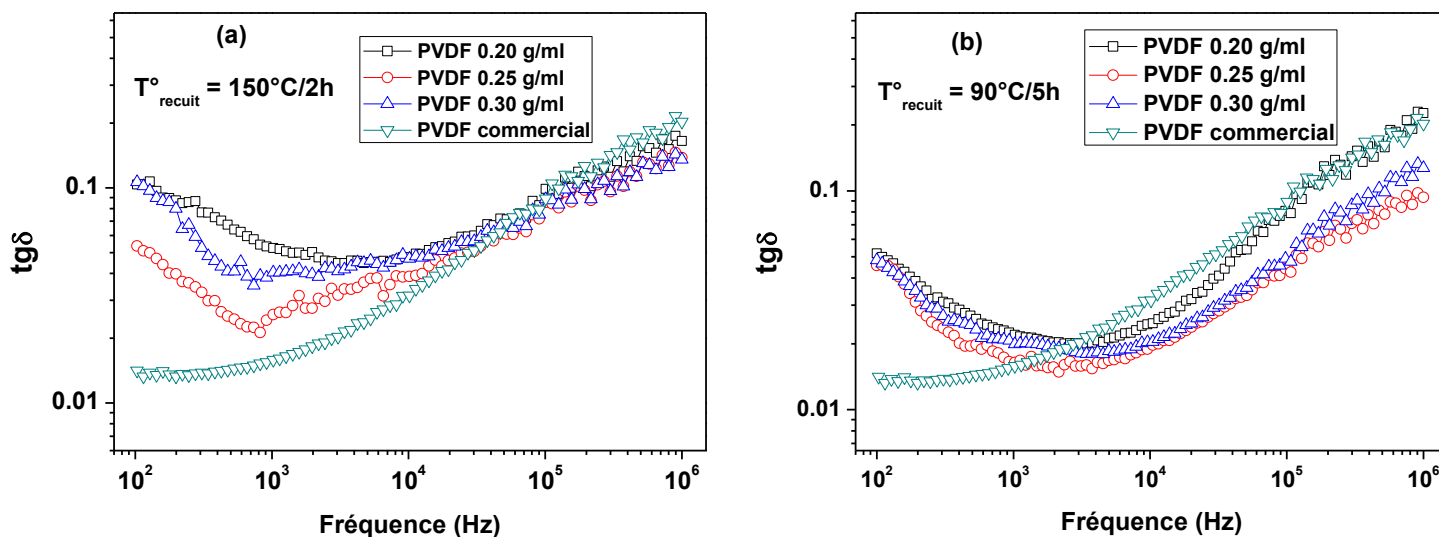 (a)
T°recuit = 150°C/2h
PVDF 0.20 g/ml
PVDF 0.25 g/ml
PVDF 0.30 g/ml
PVDF commercial
tgδ
0.1
0.01
10² 10³ 10⁴ 10⁵ 10⁶
Fréquence (Hz)
(b)
T°recuit = 90°C/5h
PVDF 0.20 g/ml
PVDF 0.25 g/ml
PVDF 0.30 g/ml
PVDF commercial
tgδ
0.1
0.01
10² 10³ 10⁴ 10⁵ 10⁶
Fréquence (Hz)